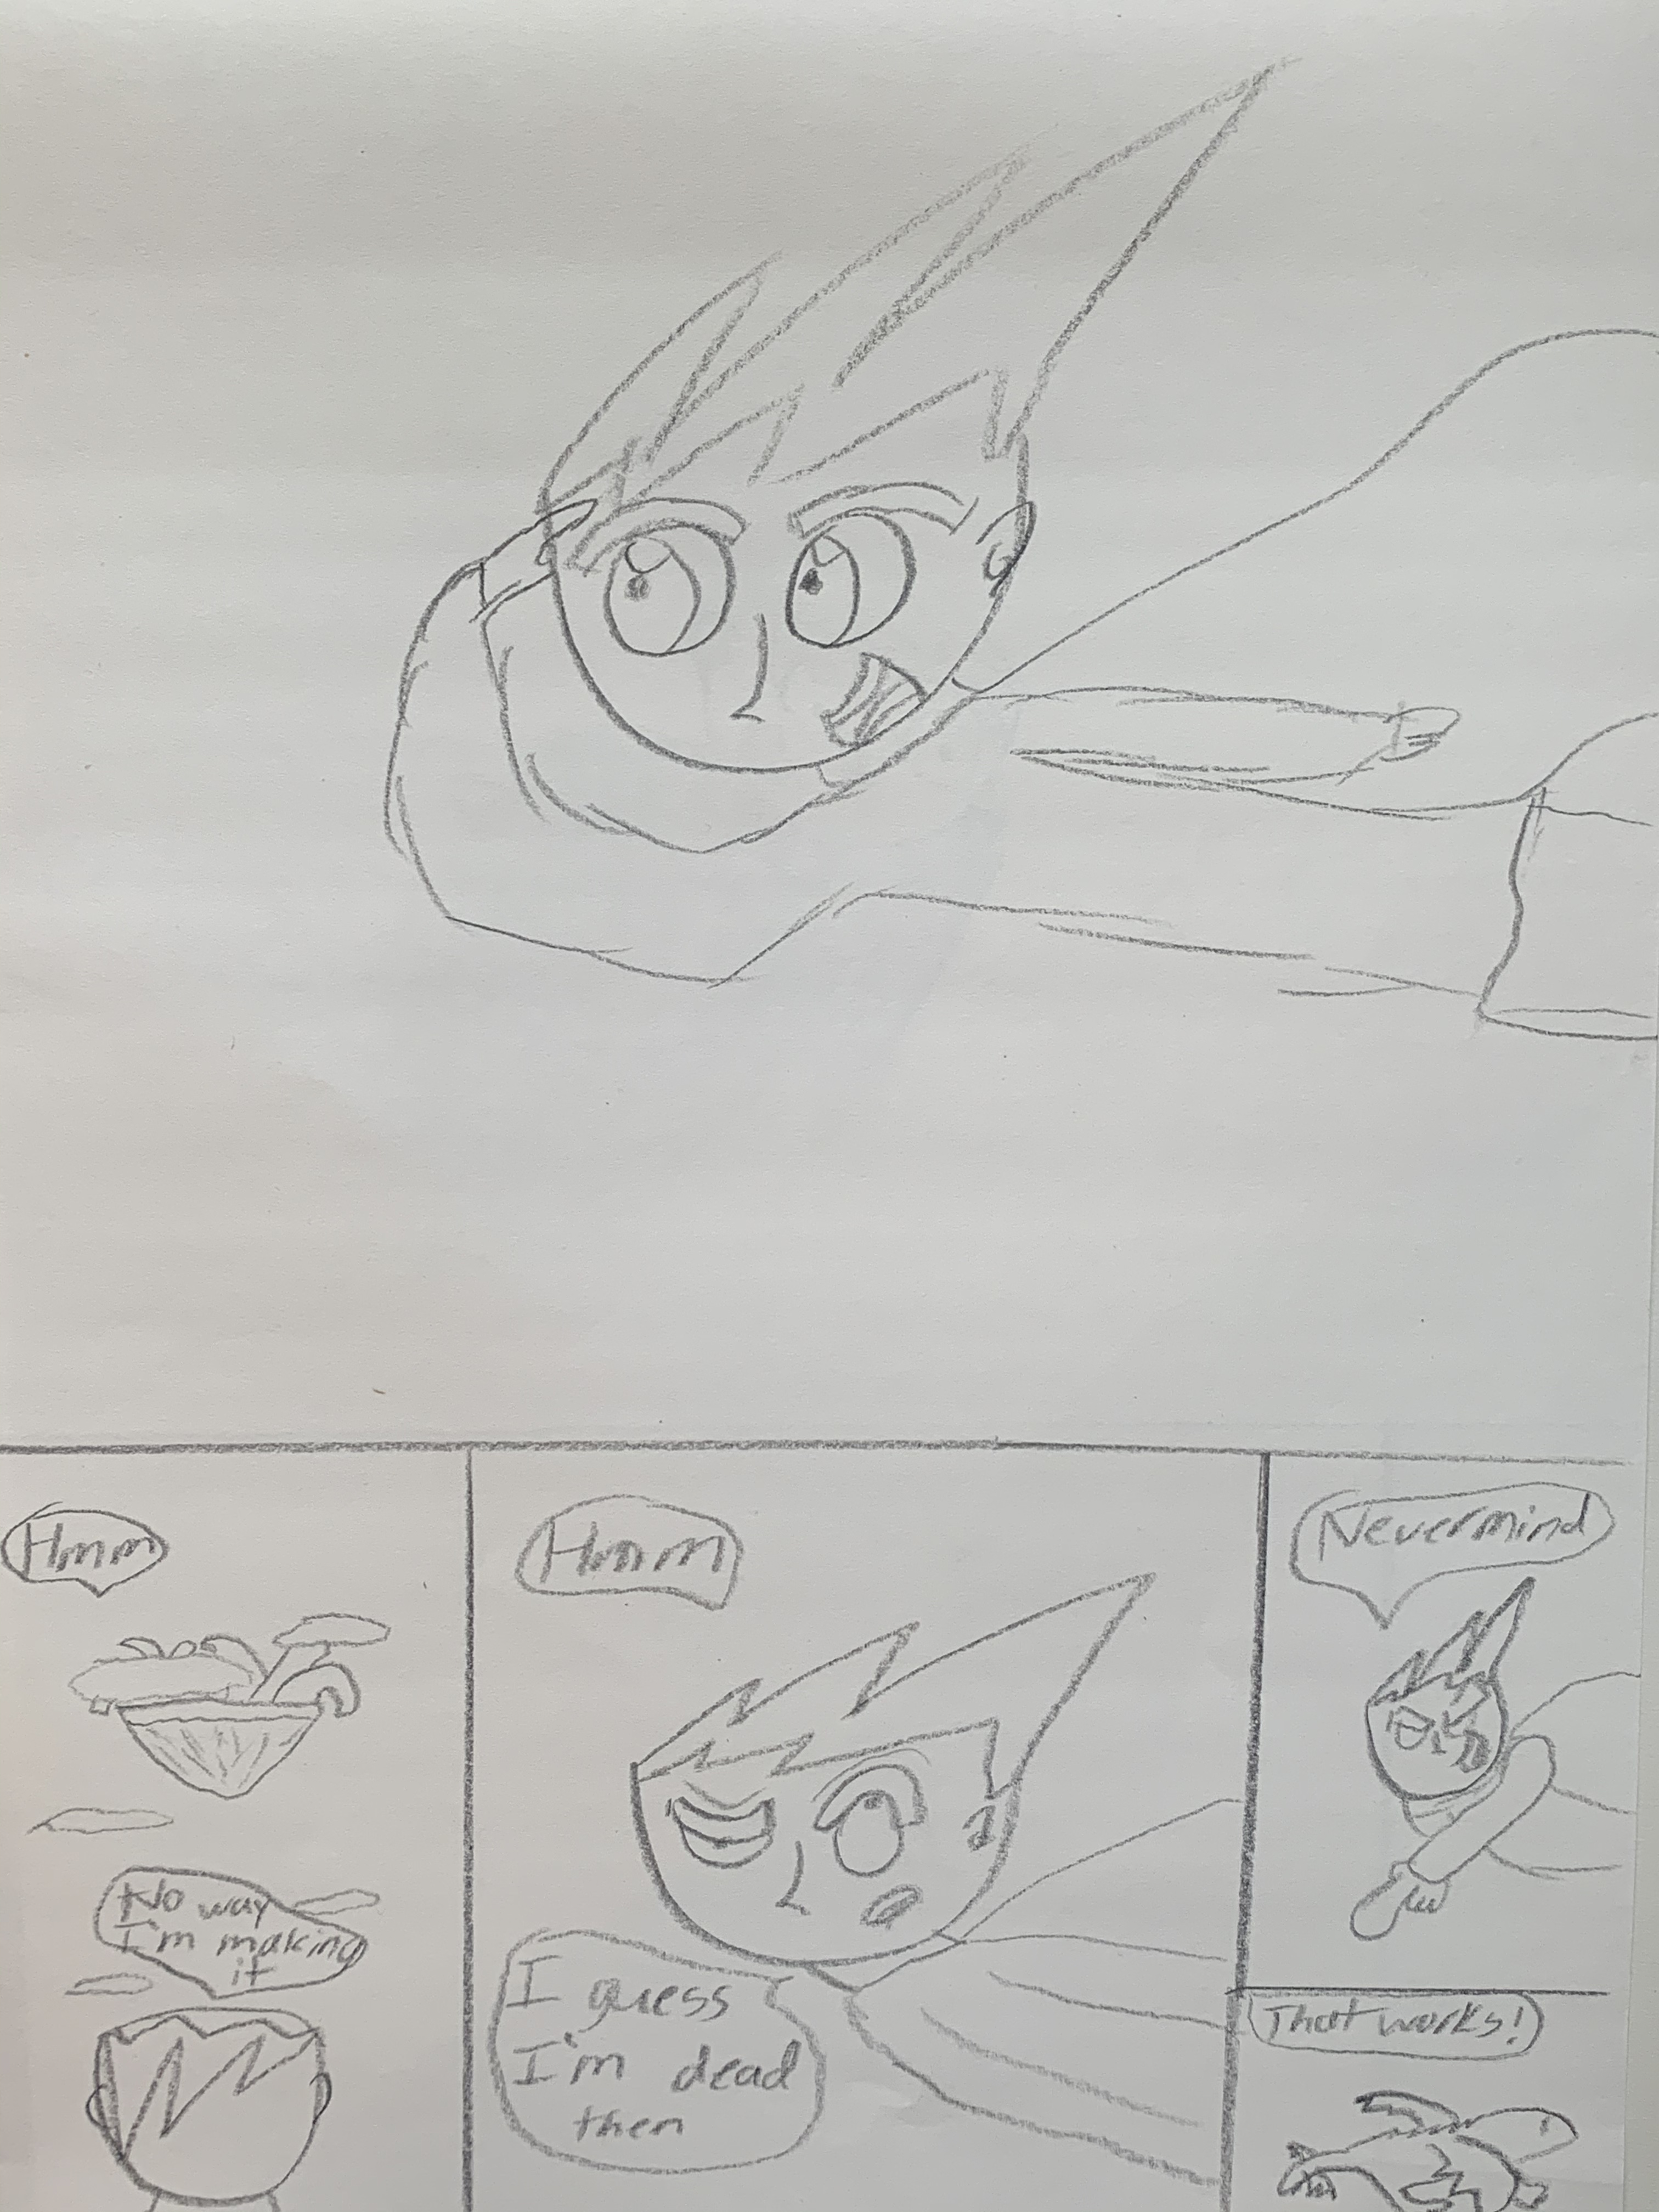 Hmm
No way
I'm making
it
Hmm
I guess
I'm dead
then
Nevermind
That works!